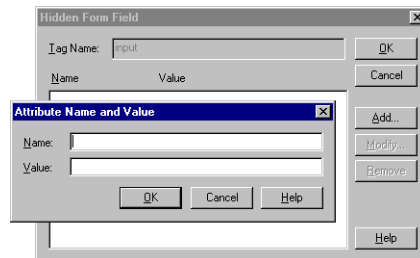 Hidden Form Field
Tag Name: input
OK
Name Value
Cancel
Attribute Name and Value
Add...
Name:
Modify...
Value:
Remove
OK Cancel Help
Help